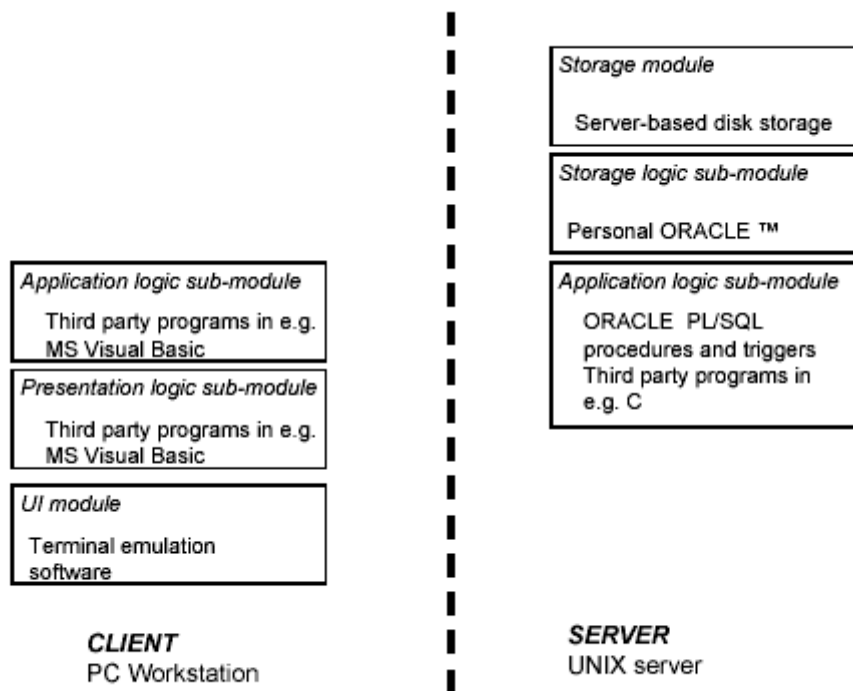 Application logic sub-module
Third party programs in e.g.
MS Visual Basic
Presentation logic sub-module
Third party programs in e.g.
MS Visual Basic
UI module
Terminal emulation
software
CLIENT
PC Workstation
Storage module
Server-based disk storage
Storage logic sub-module
Personal ORACLE ™
Application logic sub-module
ORACLE PL/SQL
procedures and triggers
Third party programs in
e.g. C
SERVER
UNIX server